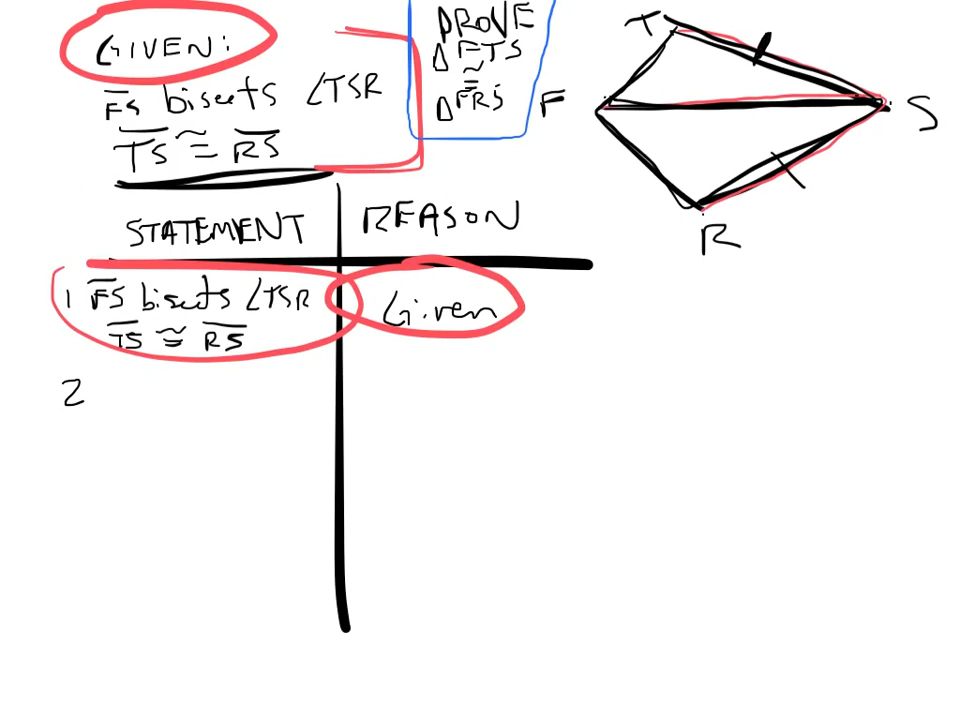 GIVEN:
FS bisects ∠TSR
TS ≅ RS
PROVE
Δ FTS
≅
Δ FRS
T
F
S
R
STATEMENT
REASON
1 FS bisects ∠TSR
TS ≅ RS
Given
2